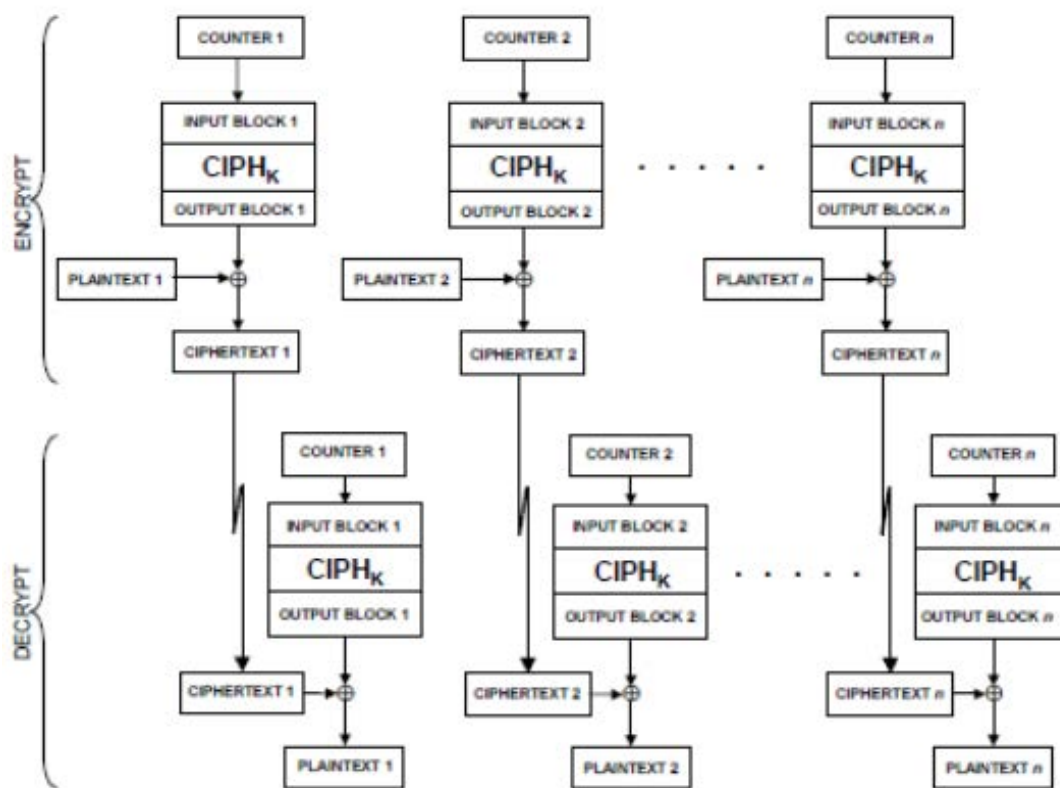 ENCRYPT
COUNTER 1
COUNTER 2
COUNTER n
INPUT BLOCK 1
INPUT BLOCK 2
INPUT BLOCK n
CIPHK
CIPHK
. . . . .
CIPHK
OUTPUT BLOCK 1
OUTPUT BLOCK 2
OUTPUT BLOCK n
PLAINTEXT 1
PLAINTEXT 2
PLAINTEXT n
CIPHERTEXT 1
CIPHERTEXT 2
CIPHERTEXT n
DECRYPT
COUNTER 1
COUNTER 2
COUNTER n
INPUT BLOCK 1
INPUT BLOCK 2
INPUT BLOCK n
CIPHK
CIPHK
. . . . .
CIPHK
OUTPUT BLOCK 1
OUTPUT BLOCK 2
OUTPUT BLOCK n
CIPHERTEXT 1
CIPHERTEXT 2
CIPHERTEXT n
PLAINTEXT 1
PLAINTEXT 2
PLAINTEXT n